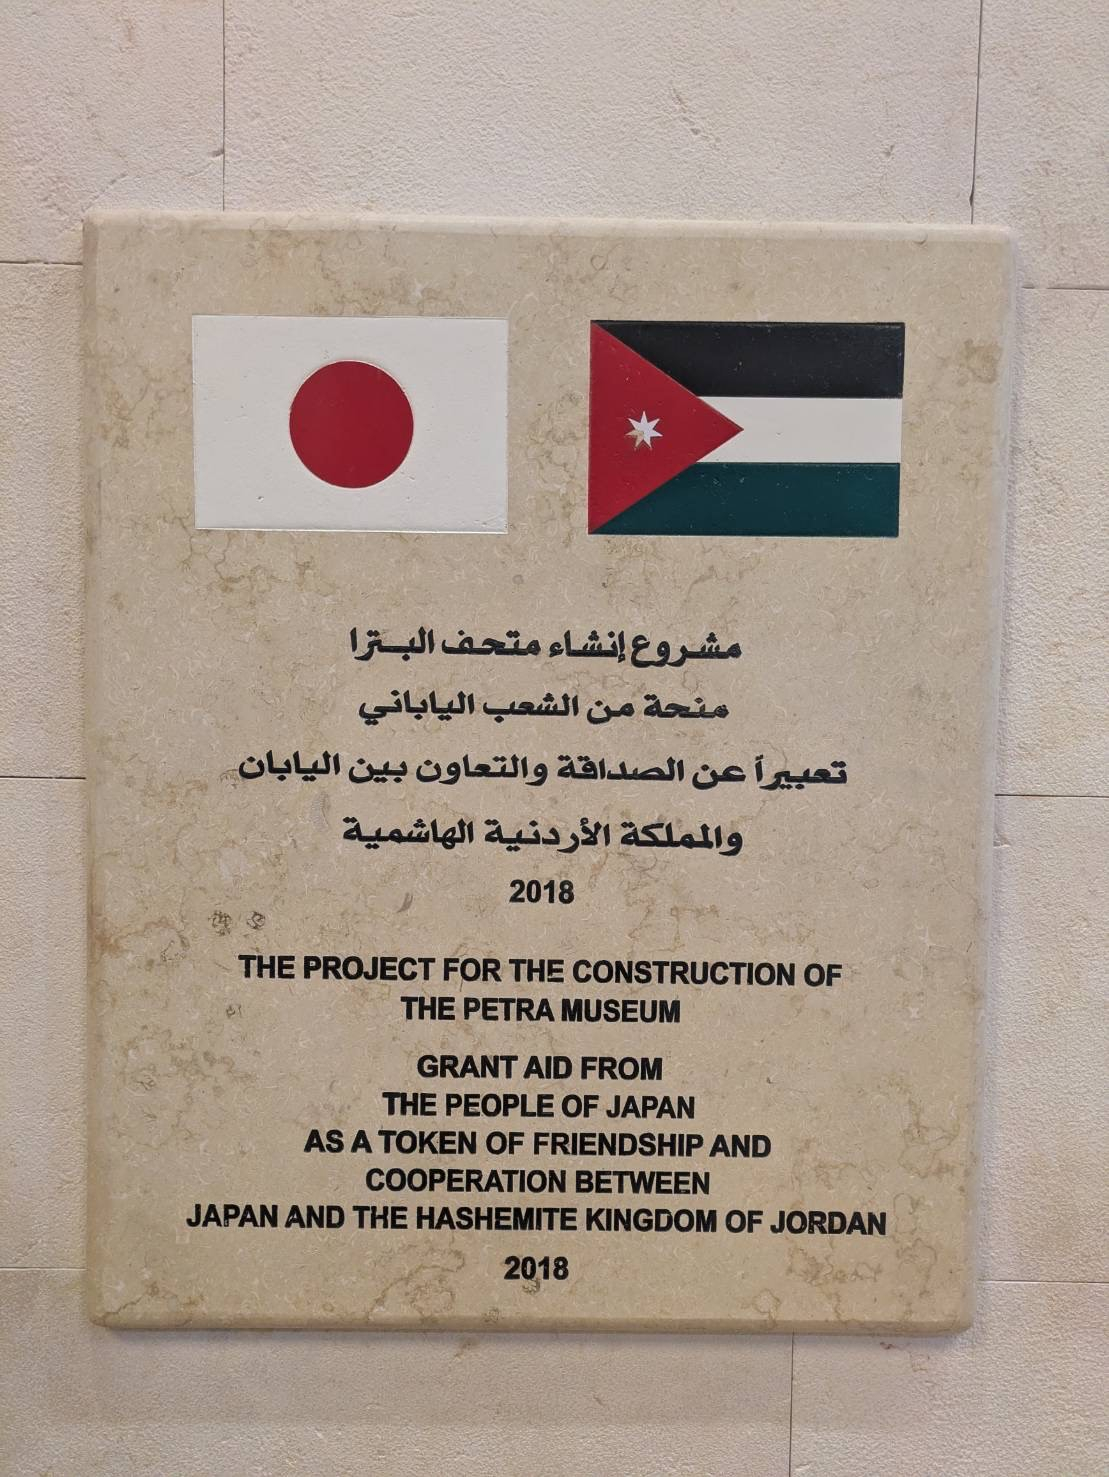 مشروع إنشاء متحف البترا
منحة من الشعب الياباني
تعبيراً عن الصداقة والتعاون بين اليابان
والمملكة الأردنية الهاشمية
2018
THE PROJECT FOR THE CONSTRUCTION OF
THE PETRA MUSEUM
GRANT AID FROM
THE PEOPLE OF JAPAN
AS A TOKEN OF FRIENDSHIP AND
COOPERATION BETWEEN
JAPAN AND THE HASHEMITE KINGDOM OF JORDAN
2018